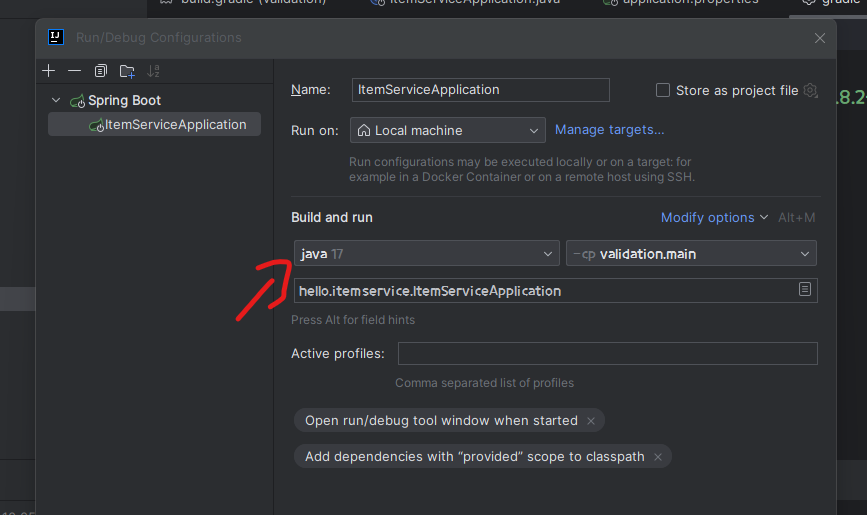 build.gradle (validation) ItemServiceApplication.java application.properties gradle
Run/Debug Configurations
Spring Boot
ItemServiceApplication
Name: ItemServiceApplication Store as project file
.8.2
Run on: Local machine Manage targets...
Run configurations may be executed locally or on a target: for
example in a Docker Container or on a remote host using SSH.
Build and run Modify options Alt+M
java 17 -cp validation.main
hello.itemservice.ItemServiceApplication
Press Alt for field hints
Active profiles:
Comma separated list of profiles
Open run/debug tool window when started
Add dependencies with “provided” scope to classpath